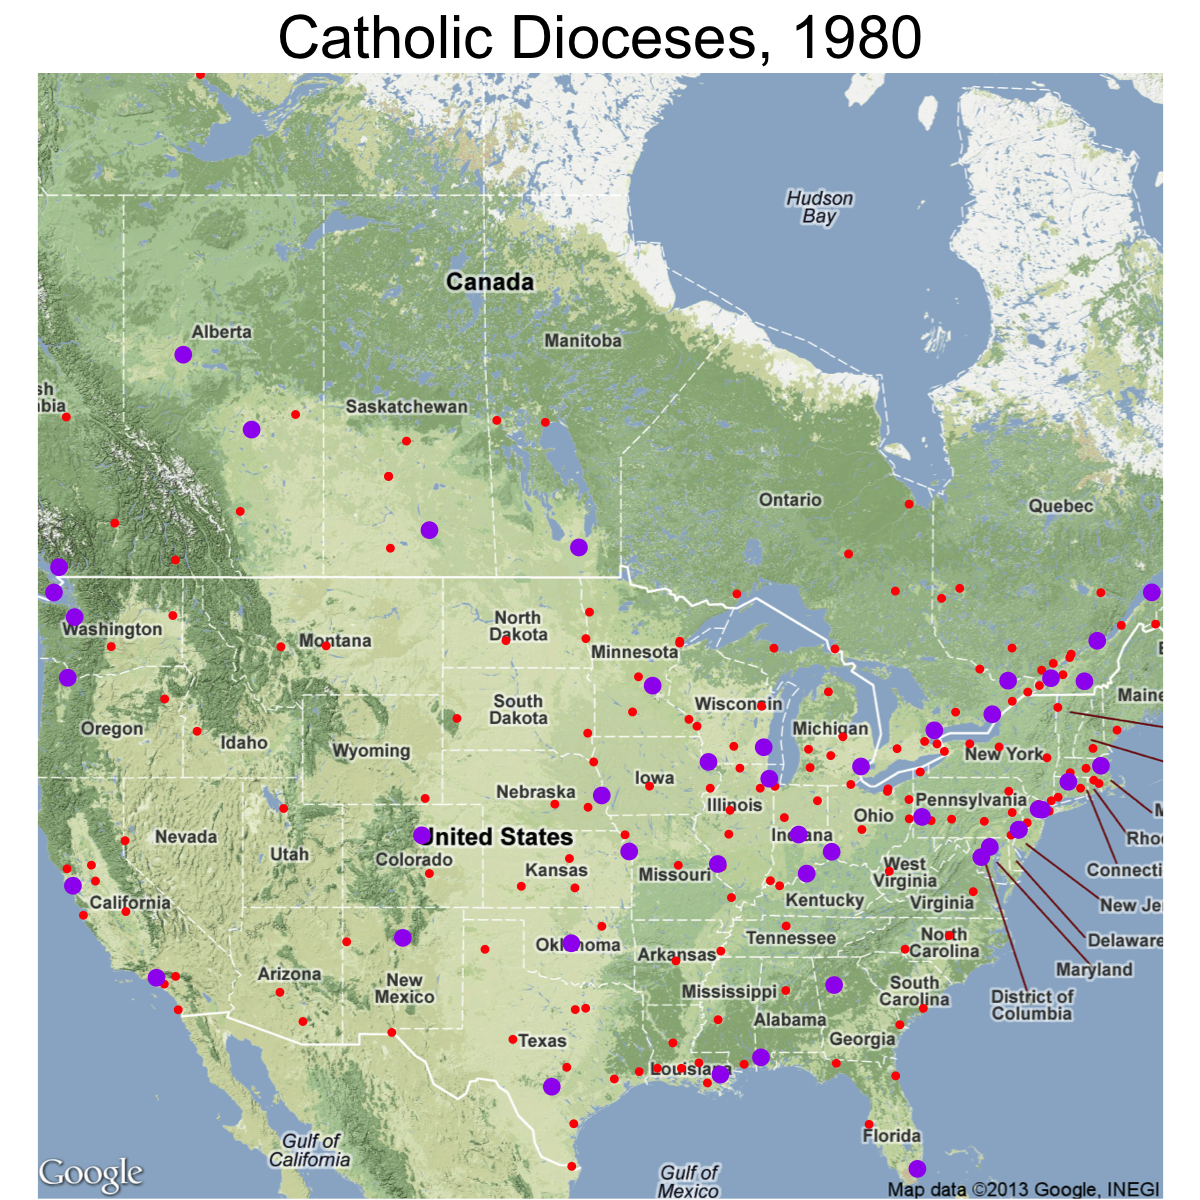 Catholic Dioceses, 1980
Hudson
Bay
Canada
Alberta
Manitoba
sh
Saskatchewan
Ontario
Quebec
North
Dakota
Washington
Montana
Minnesota
South
Dakota
Wisconsin
Maine
Oregon
Idaho
Michigan
Wyoming
New York
Iowa
Nebraska
Illinois
Pennsylvania
M
Ohio
Nevada
United States
Indiana
Rho
Utah
Colorado
Kansas
Missouri
West
Virginia
Connecti
California
Kentucky
Virginia
New Je
Oklahoma
Tennessee
North
Carolina
Delaware
Arkansas
Maryland
Arizona
New
Mexico
Mississippi
South
Carolina
District of
Columbia
Alabama
Texas
Georgia
Louisiana
Florida
Gulf of
California
Google
Gulf of
Mexico
Map data ©2013 Google, INEGI